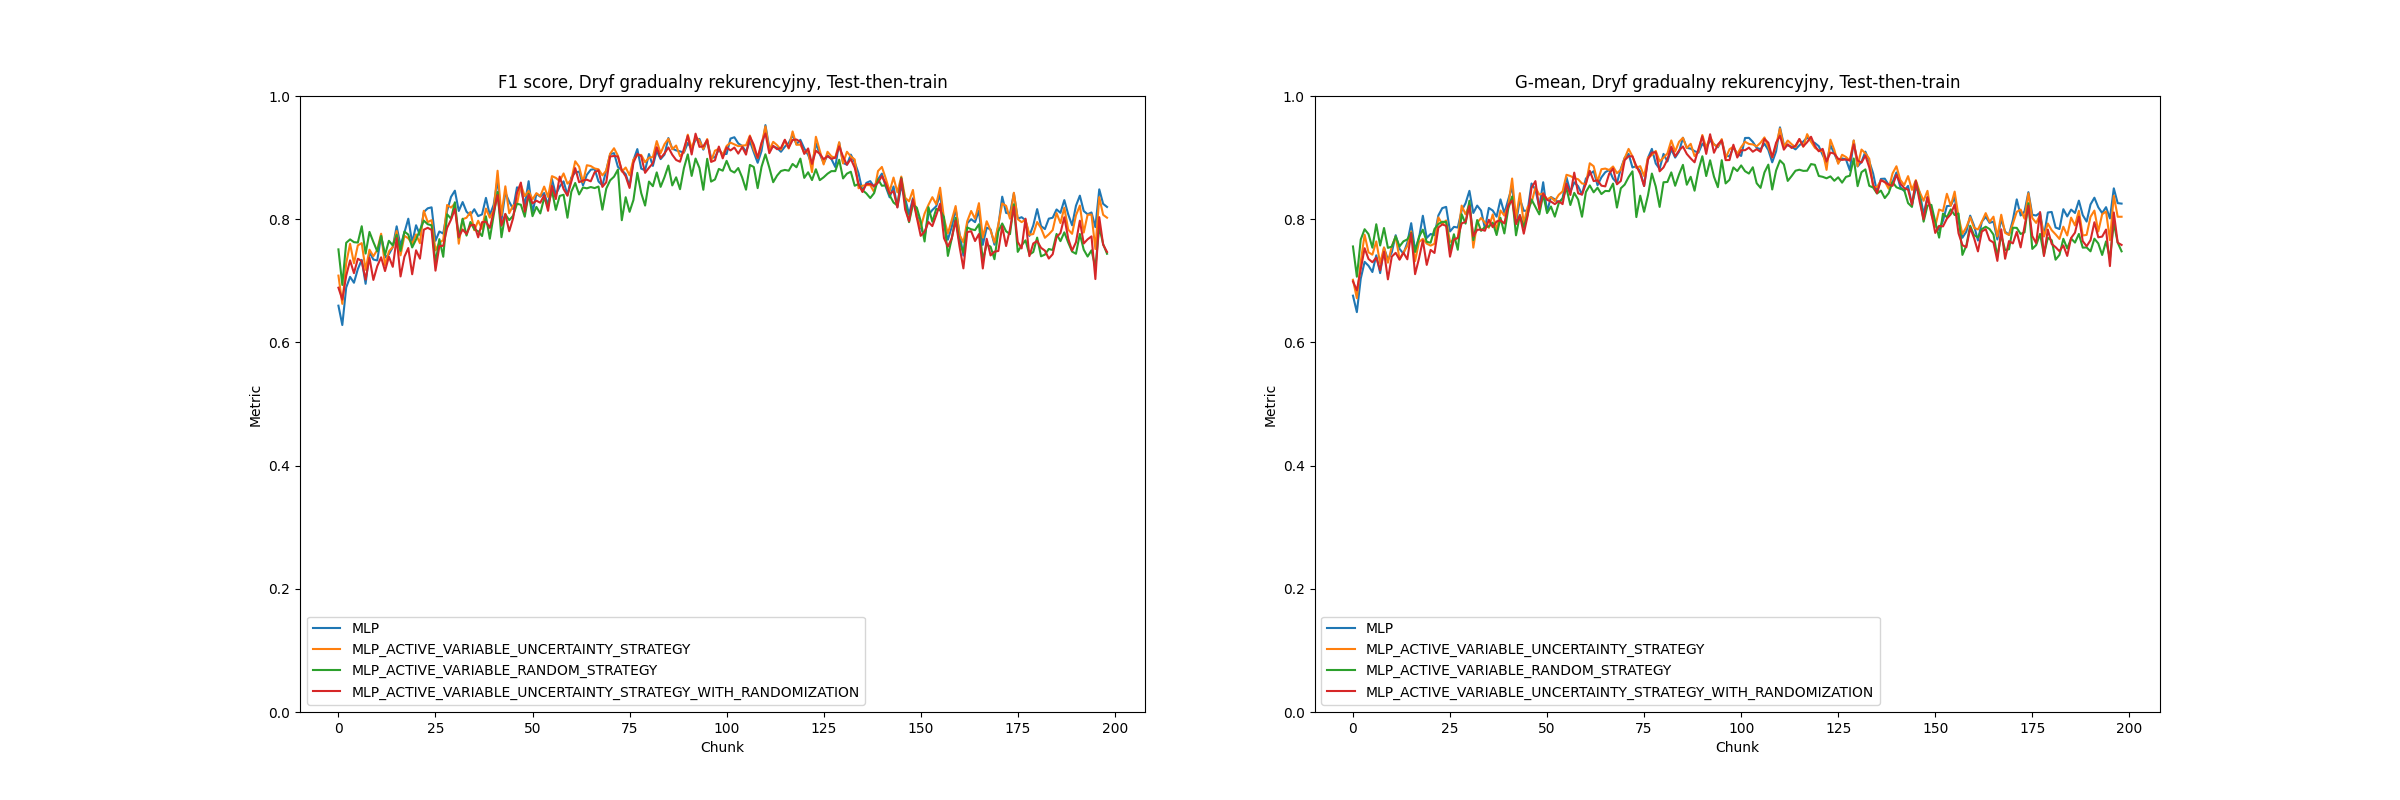 F1 score, Dryf gradualny rekurencyjny, Test-then-train
1.0
0.8
0.6
0.4
0.2
0.0
Metric
MLP
MLP_ACTIVE_VARIABLE_UNCERTAINTY_STRATEGY
MLP_ACTIVE_VARIABLE_RANDOM_STRATEGY
MLP_ACTIVE_VARIABLE_UNCERTAINTY_STRATEGY_WITH_RANDOMIZATION
0 25 50 75 100 125 150 175 200
Chunk
G-mean, Dryf gradualny rekurencyjny, Test-then-train
1.0
0.8
0.6
0.4
0.2
0.0
Metric
MLP
MLP_ACTIVE_VARIABLE_UNCERTAINTY_STRATEGY
MLP_ACTIVE_VARIABLE_RANDOM_STRATEGY
MLP_ACTIVE_VARIABLE_UNCERTAINTY_STRATEGY_WITH_RANDOMIZATION
0 25 50 75 100 125 150 175 200
Chunk